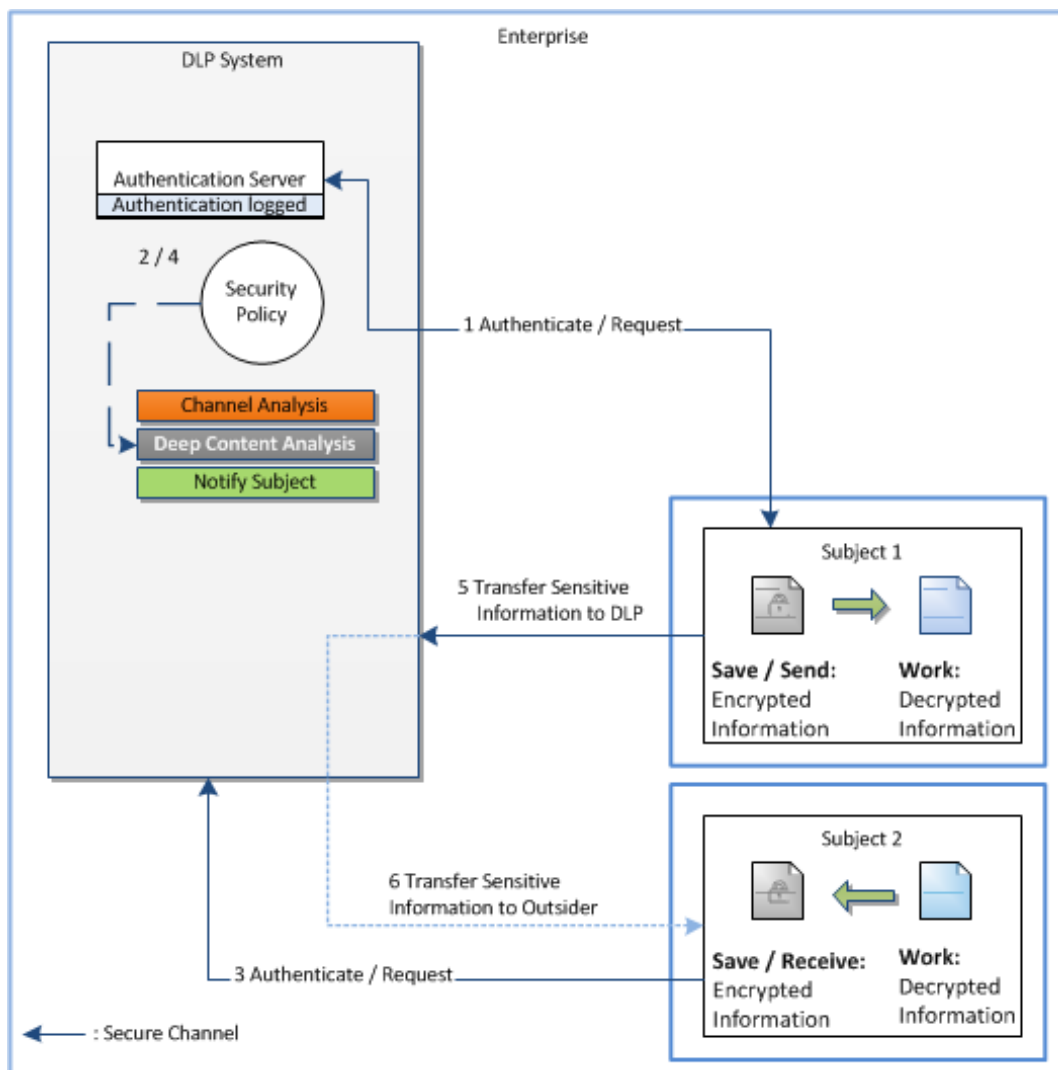 Enterprise
DLP System
Authentication Server
Authentication logged
2 / 4
Security
Policy
1 Authenticate / Request
Channel Analysis
Deep Content Analysis
Notify Subject
Subject 1
5 Transfer Sensitive
Information to DLP
Save / Send:
Encrypted
Information
Work:
Decrypted
Information
Subject 2
6 Transfer Sensitive
Information to Outsider
Save / Receive:
Encrypted
Information
Work:
Decrypted
Information
3 Authenticate / Request
: Secure Channel